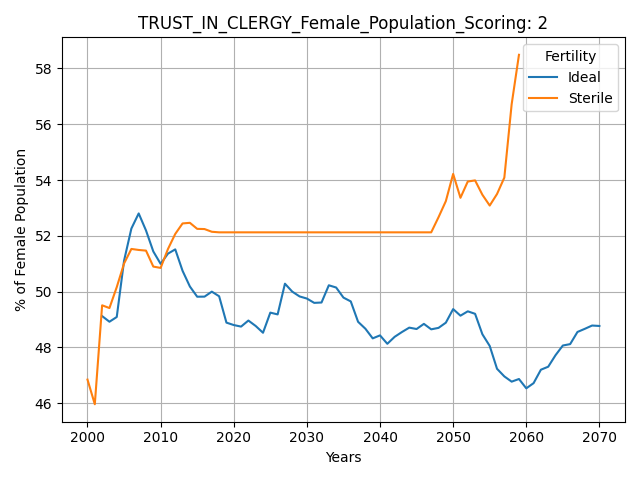 TRUST_IN_CLERGY_Female_Population_Scoring: 2
Fertility
Ideal
Sterile
% of Female Population
58
56
54
52
50
48
46
2000 2010 2020 2030 2040 2050 2060 2070
Years